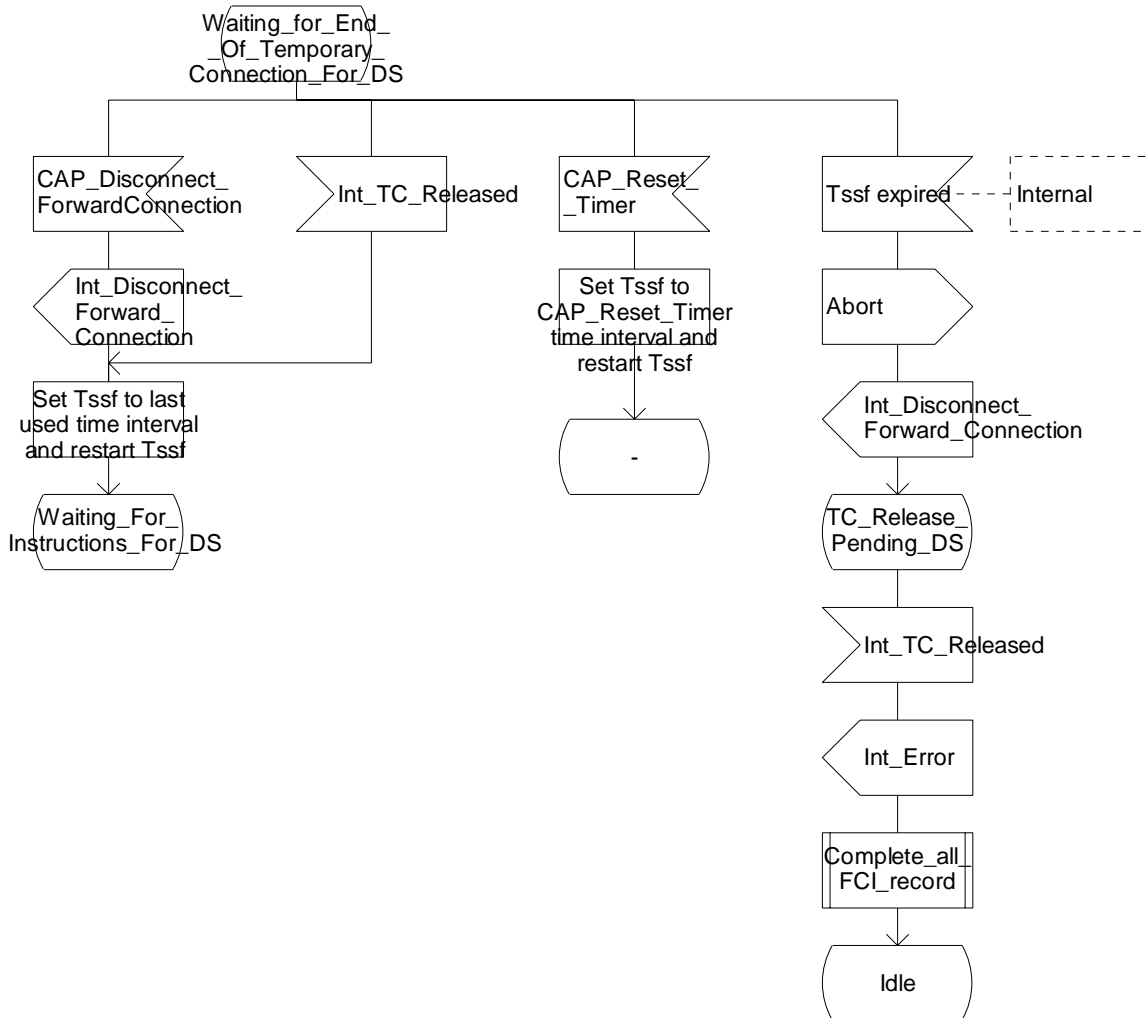 Waiting_for_End_
_Of_Temporary_
Connection_For_DS
CAP_Disconnect_
ForwardConnection
Int_TC_Released
CAP_Reset_
_Timer
Tssf expired
Internal
Int_Disconnect_
Forward_
Connection
Set Tssf to
CAP_Reset_Timer
time interval and
restart Tssf
Abort
Set Tssf to last
used time interval
and restart Tssf
-
Int_Disconnect_
Forward_Connection
Waiting_For_
Instructions_For_DS
TC_Release_
Pending_DS
Int_TC_Released
Int_Error
Complete_all_
FCI_record
Idle